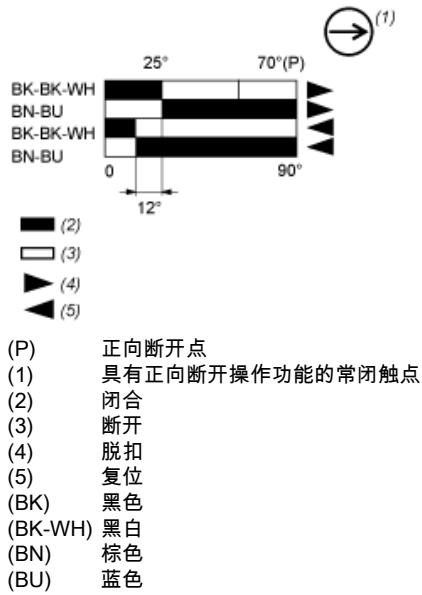 (1)
25° 70°(P)
BK-BK-WH
BN-BU
BK-BK-WH
BN-BU
0 90°
12°
(2)
(3)
(4)
(5)
(P) 正向断开点
(1) 具有正向断开操作功能的常闭触点
(2) 闭合
(3) 断开
(4) 脱扣
(5) 复位
(BK) 黑色
(BK-WH) 黑白
(BN) 棕色
(BU) 蓝色